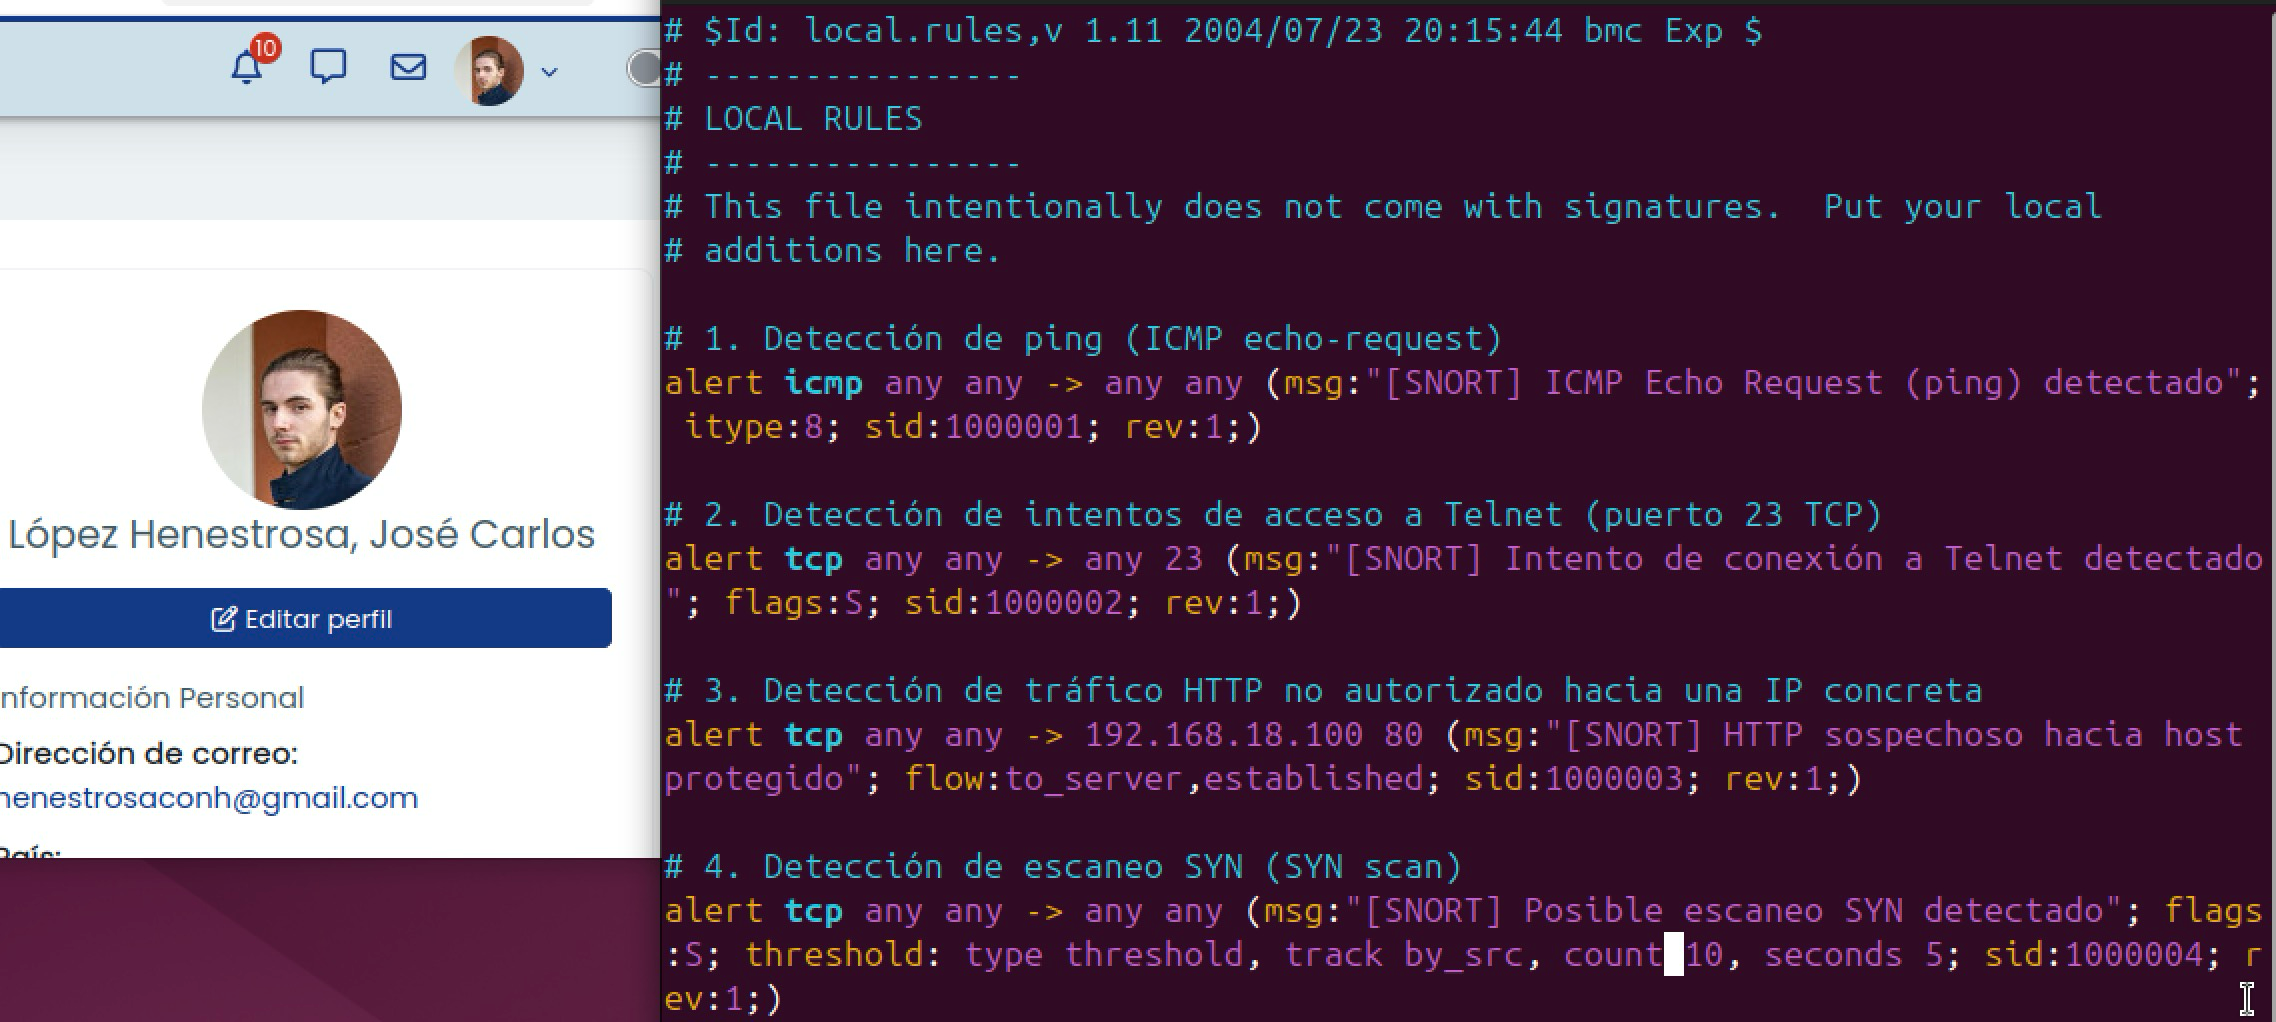 10
López Henestrosa, José Carlos
Editar perfil
nformación Personal
Dirección de correo:
henestrosaconh@gmail.com
País:
# $Id: local.rules,v 1.11 2004/07/23 20:15:44 bmc Exp $
# ----------------
# LOCAL RULES
# ----------------
# This file intentionally does not come with signatures.  Put your local
# additions here.
# 1. Detección de ping (ICMP echo-request)
alert icmp any any -> any any (msg:"[SNORT] ICMP Echo Request (ping) detectado";
 itype:8; sid:1000001; rev:1;)
# 2. Detección de intentos de acceso a Telnet (puerto 23 TCP)
alert tcp any any -> any 23 (msg:"[SNORT] Intento de conexión a Telnet detectado
"; flags:S; sid:1000002; rev:1;)
# 3. Detección de tráfico HTTP no autorizado hacia una IP concreta
alert tcp any any -> 192.168.18.100 80 (msg:"[SNORT] HTTP sospechoso hacia host
protegido"; flow:to_server,established; sid:1000003; rev:1;)
# 4. Detección de escaneo SYN (SYN scan)
alert tcp any any -> any any (msg:"[SNORT] Posible escaneo SYN detectado"; flags
:S; threshold: type threshold, track by_src, count 10, seconds 5; sid:1000004; r
ev:1;)